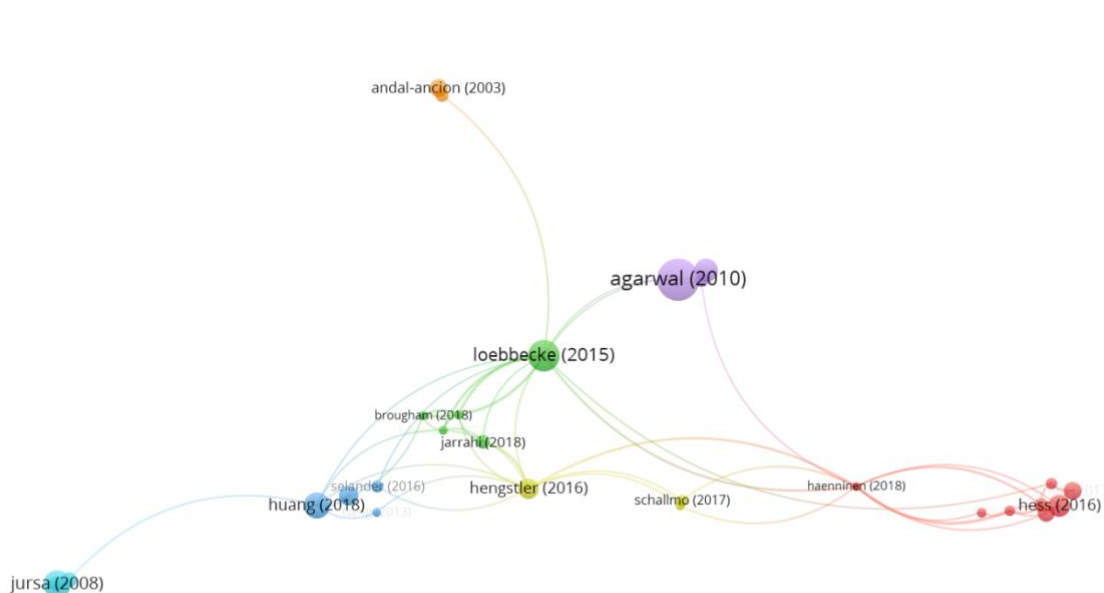 andal-ancion (2003)
agarwal (2010)
loebbecke (2015)
brougham (2018)
jarrahi (2018)
selander (2016)
hengstler (2016)
haenninen (2018)
schallmo (2017)
huang (2018)
hess (2016)
jursa (2008)